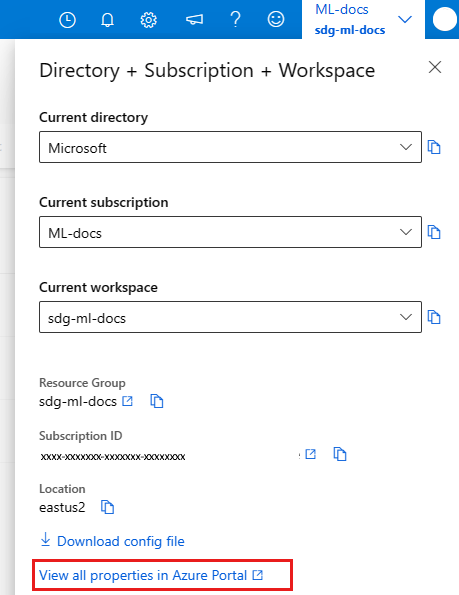 ML-docs
sdg-ml-docs
Directory + Subscription + Workspace
Current directory
Microsoft
Current subscription
ML-docs
Current workspace
sdg-ml-docs
Resource Group
sdg-ml-docs
Subscription ID
xxxx-xxxxxxx-xxxxxxx-xxxxxxxx
Location
eastus2
Download config file
View all properties in Azure Portal